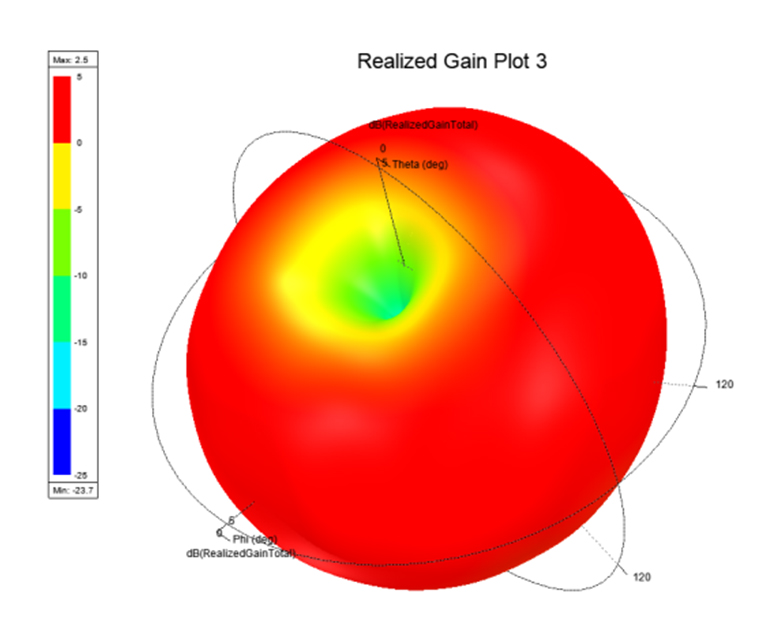 Realized Gain Plot 3
Max: 2.5
5
0
-5
-10
-15
-20
-25
Min: -23.7
dB(RealizedGainTotal)
0
5
Theta (deg)
120
5
0
Phi (deg)
dB(RealizedGainTotal)
120